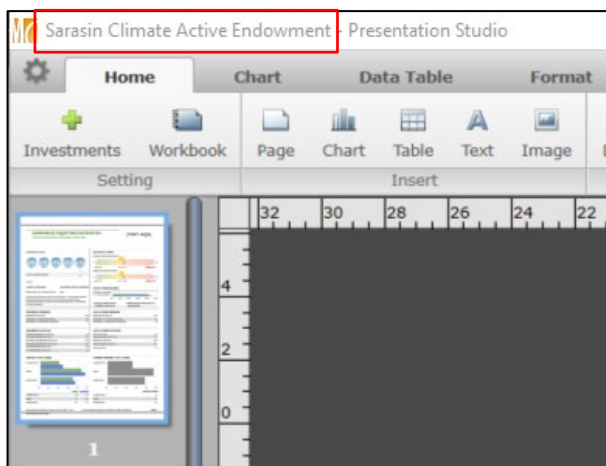 Sarasin Climate Active Endowment - Presentation Studio
Home Chart Data Table Format
Investments Workbook Page Chart Table Text Image
Setting Insert
32 30 28 26 24 22
4
2
0
1